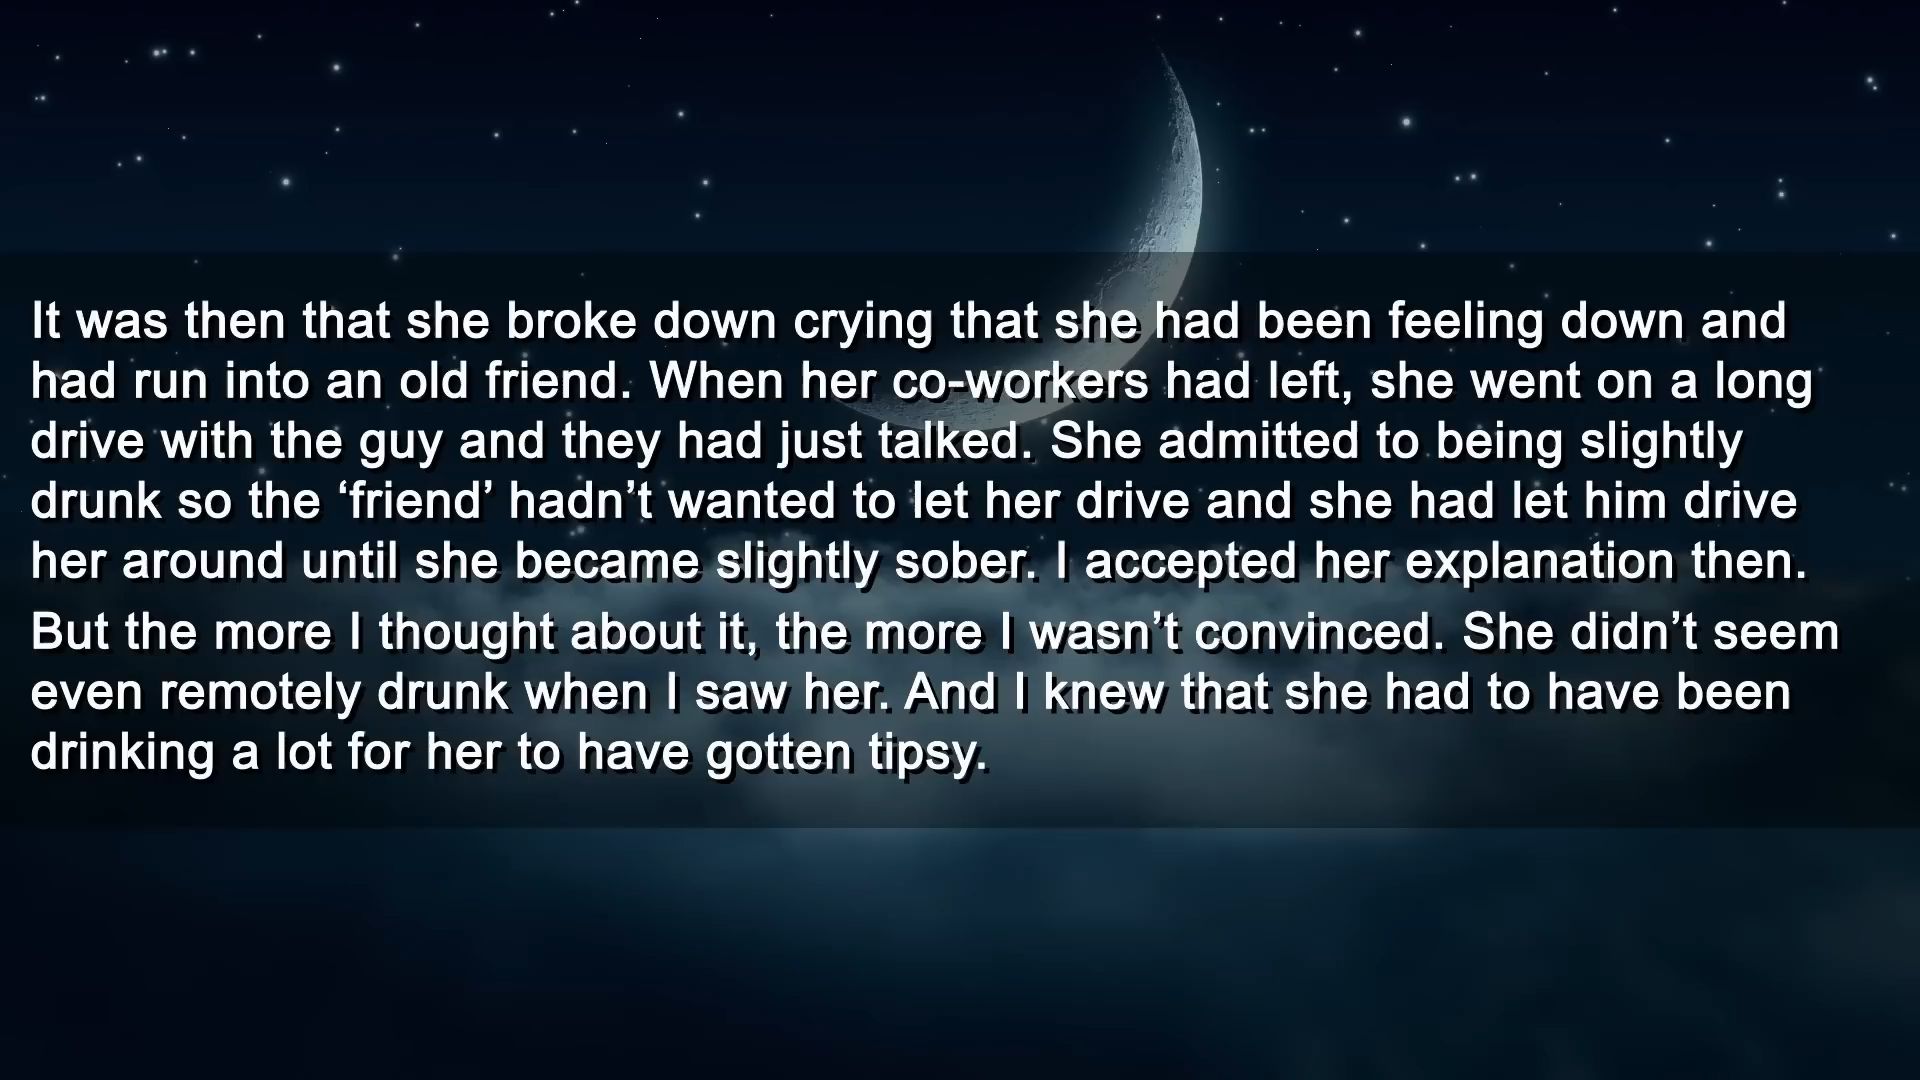 It was then that she broke down crying that she had been feeling down and
had run into an old friend. When her co-workers had left, she went on a long
drive with the guy and they had just talked. She admitted to being slightly
drunk so the ‘friend’ hadn’t wanted to let her drive and she had let him drive
her around until she became slightly sober. I accepted her explanation then.
But the more I thought about it, the more I wasn’t convinced. She didn’t seem
even remotely drunk when I saw her. And I knew that she had to have been
drinking a lot for her to have gotten tipsy.